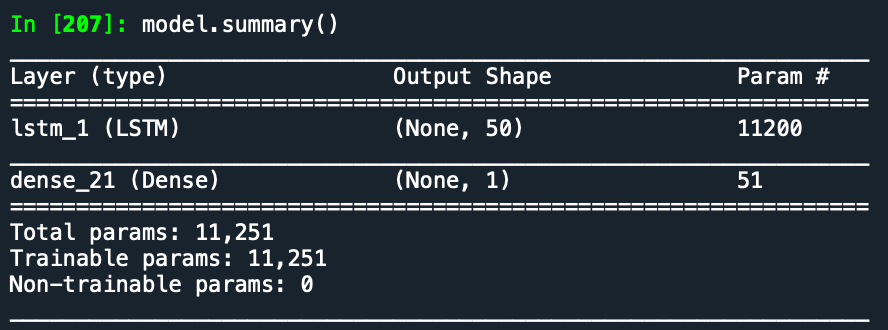 In [207]: model.summary()
_________________________________________________________________
Layer (type)                 Output Shape              Param #
=================================================================
lstm_1 (LSTM)                (None, 50)                11200
_________________________________________________________________
dense_21 (Dense)             (None, 1)                 51
=================================================================
Total params: 11,251
Trainable params: 11,251
Non-trainable params: 0
_________________________________________________________________